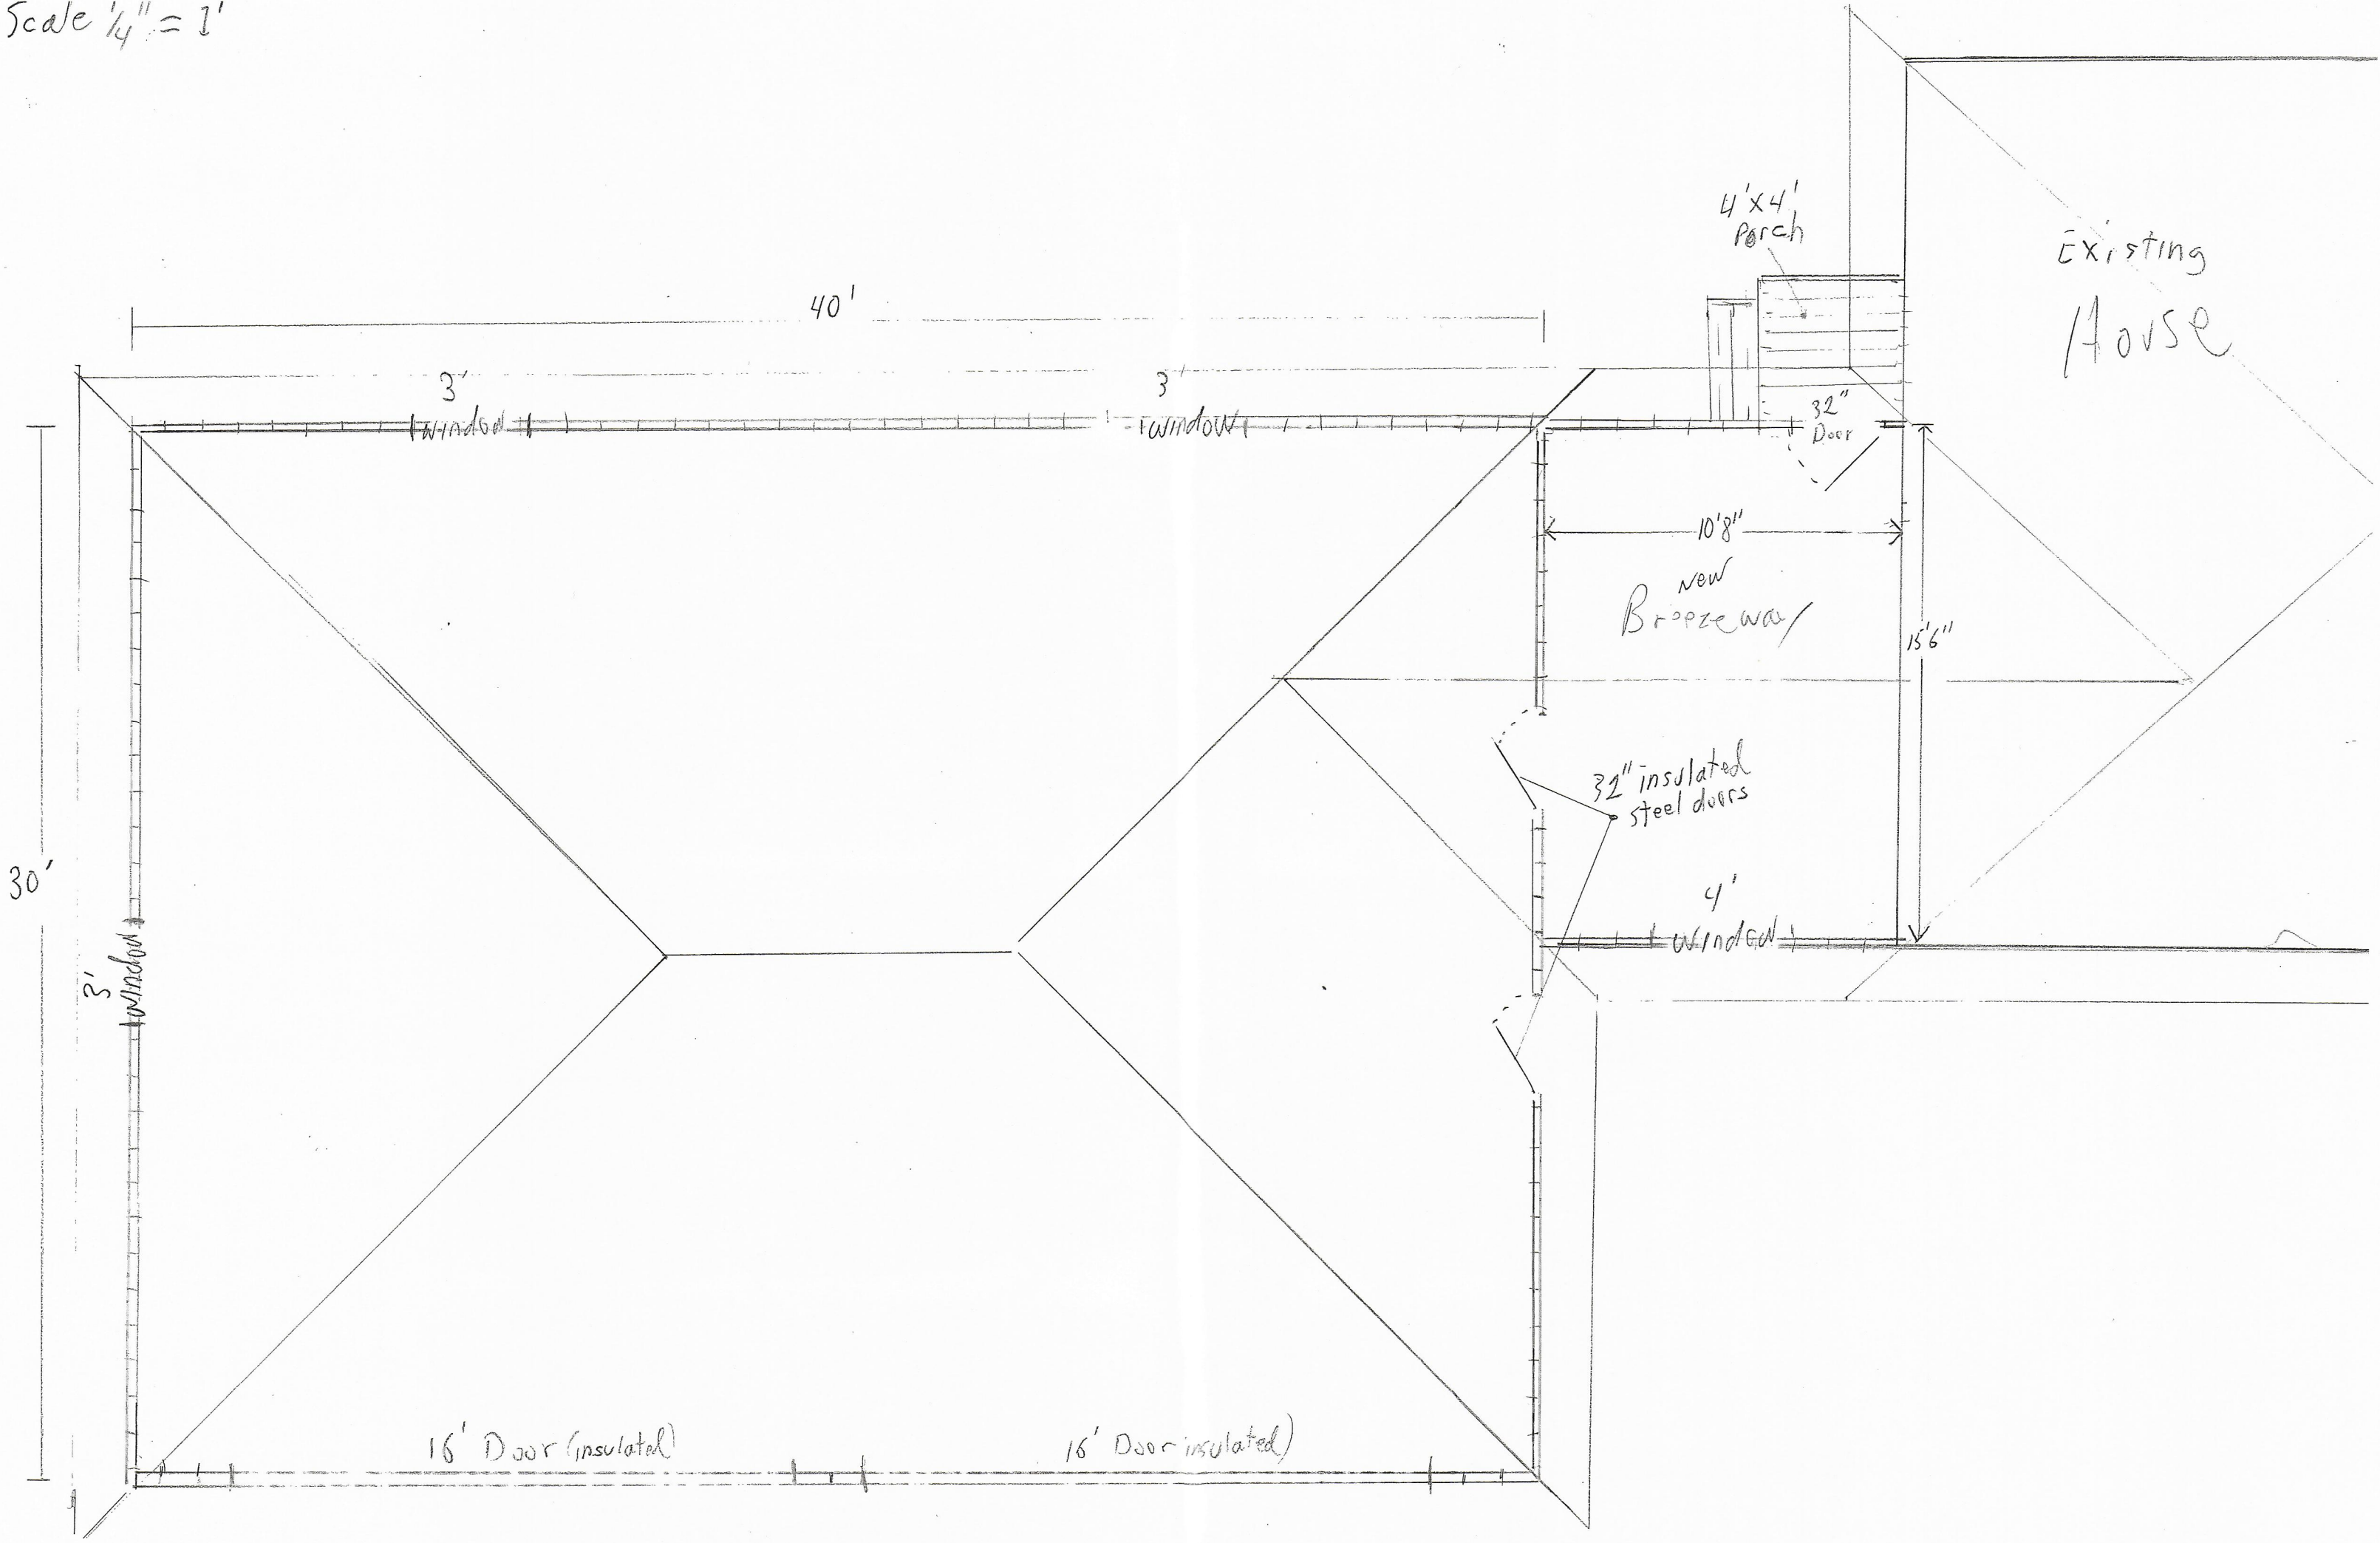 Scale 1/4" = 1'
4'x4'
Porch
Existing
House
40'
3'
3'
window
window
32"
Door
10'8"
New
Breezeway
15'6"
32" insulated
steel doors
30'
4'
window
3'
window
16' Door (insulated)
16' Door insulated)